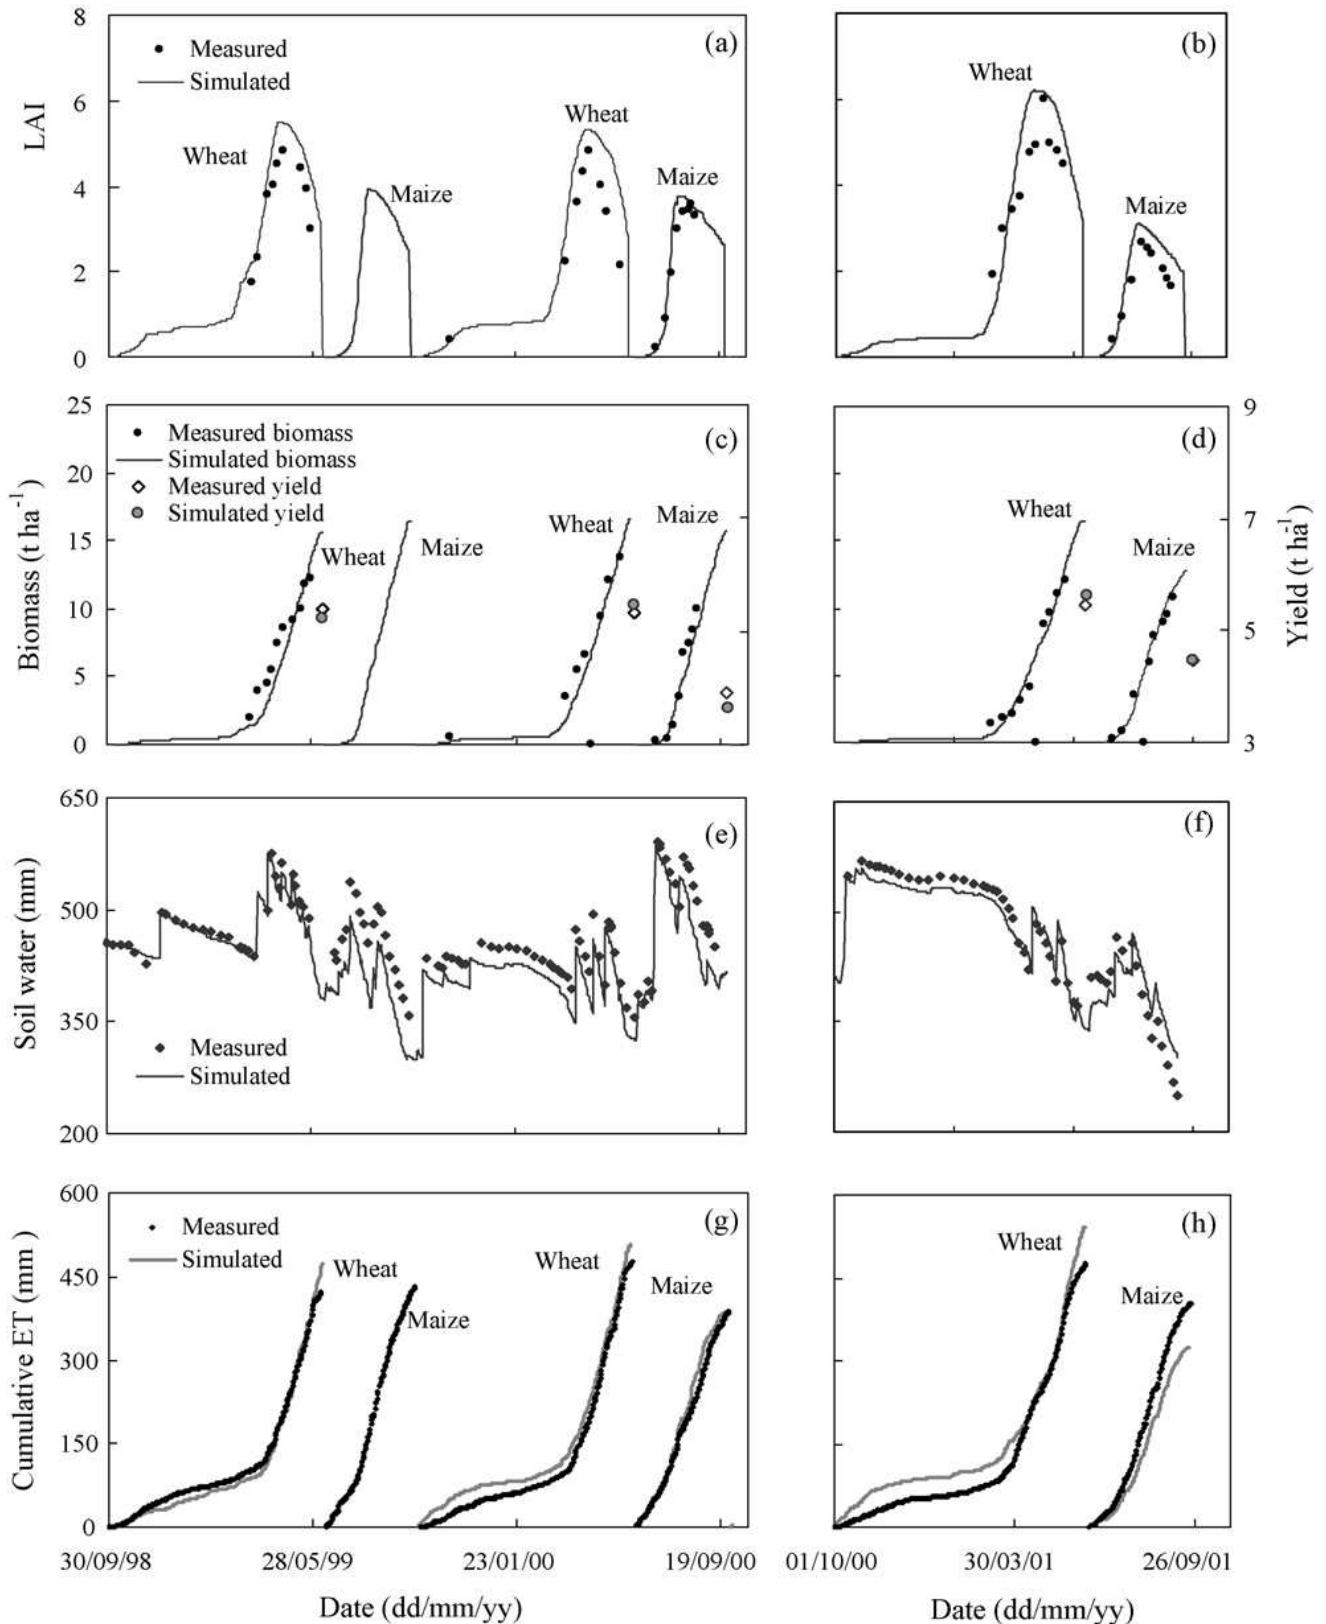 8
6
4
2
0
LAI
Measured
Simulated
(a)
Wheat
Maize
Wheat
Maize
(b)
Wheat
Maize
25
20
15
10
5
0
Biomass (t ha⁻¹)
Measured biomass
Simulated biomass
Measured yield
Simulated yield
(c)
Wheat
Maize
Wheat
Maize
(d)
Wheat
Maize
9
7
5
3
Yield (t ha⁻¹)
650
500
350
200
Soil water (mm)
(e)
Measured
Simulated
(f)
600
450
300
150
0
Cumulative ET (mm )
Measured
Simulated
(g)
Wheat
Maize
Wheat
Maize
(h)
Wheat
Maize
30/09/98 28/05/99 23/01/00 19/09/00
01/10/00 30/03/01 26/09/01
Date (dd/mm/yy)
Date (dd/mm/yy)